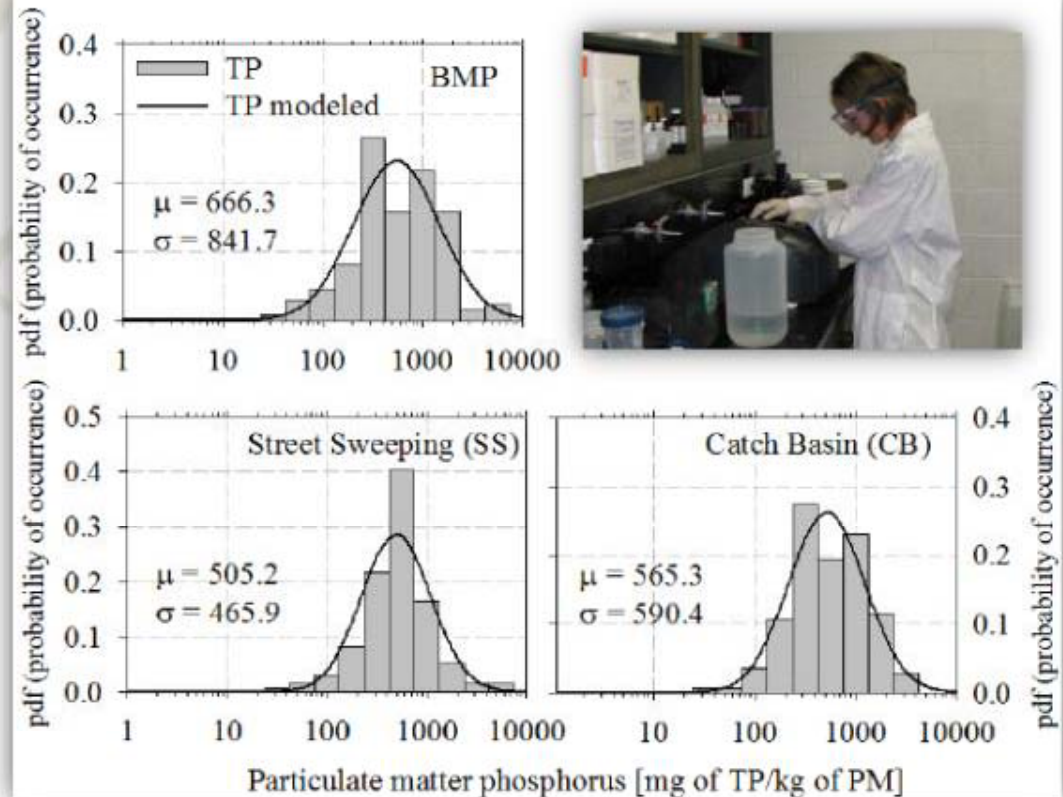 pdf (probability of occurrence)
0.4
0.3
0.2
0.1
0.0
TP
TP modeled
BMP
μ = 666.3
σ = 841.7
1 10 100 1000 10000
pdf (probability of occurrence)
0.5
0.4
0.3
0.2
0.1
0.0
Street Sweeping (SS)
μ = 505.2
σ = 465.9
1 10 100 1000 10000
Catch Basin (CB)
μ = 565.3
σ = 590.4
10 100 1000 10000
0.4
0.3
0.2
0.1
0.0
pdf (probability of occurrence)
Particulate matter phosphorus [mg of TP/kg of PM]